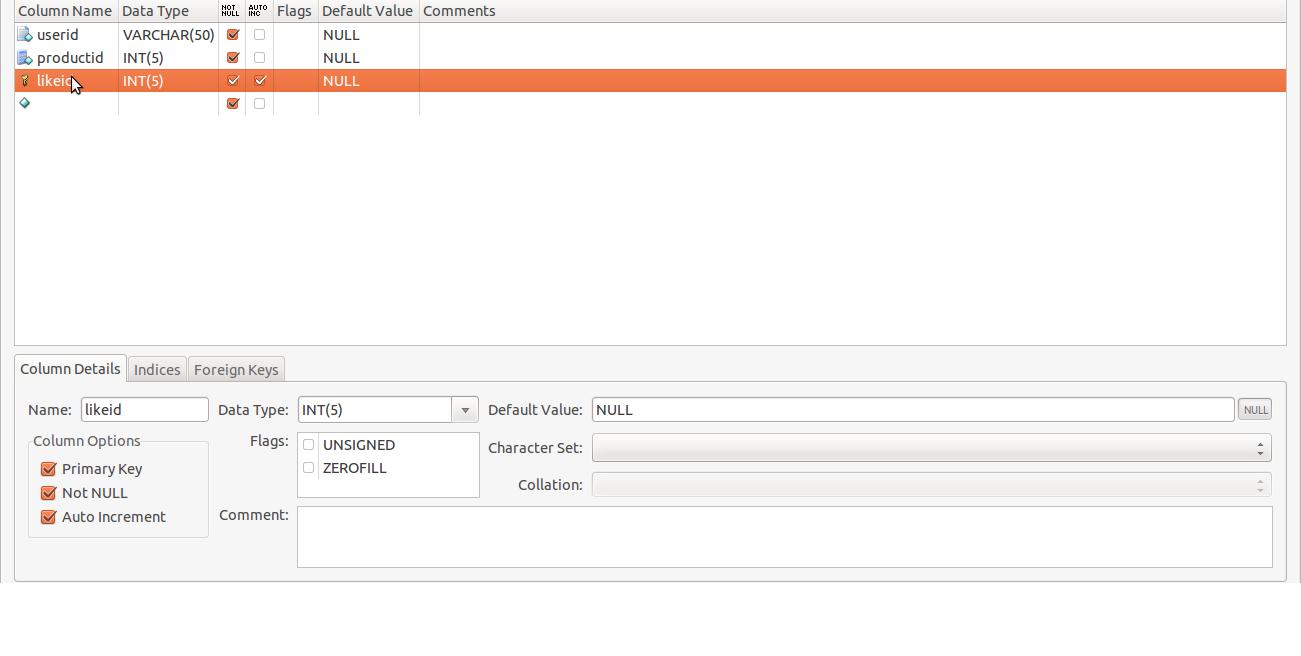 Column Name Data Type NOT NULL AUTO INC Flags Default Value Comments
userid VARCHAR(50) NULL
productid INT(5) NULL
likeid INT(5) NULL
Column Details Indices Foreign Keys
Name: likeid Data Type: INT(5) Default Value: NULL NULL
Column Options Flags: UNSIGNED Character Set:
Primary Key ZEROFILL
Not NULL Collation:
Auto Increment Comment: